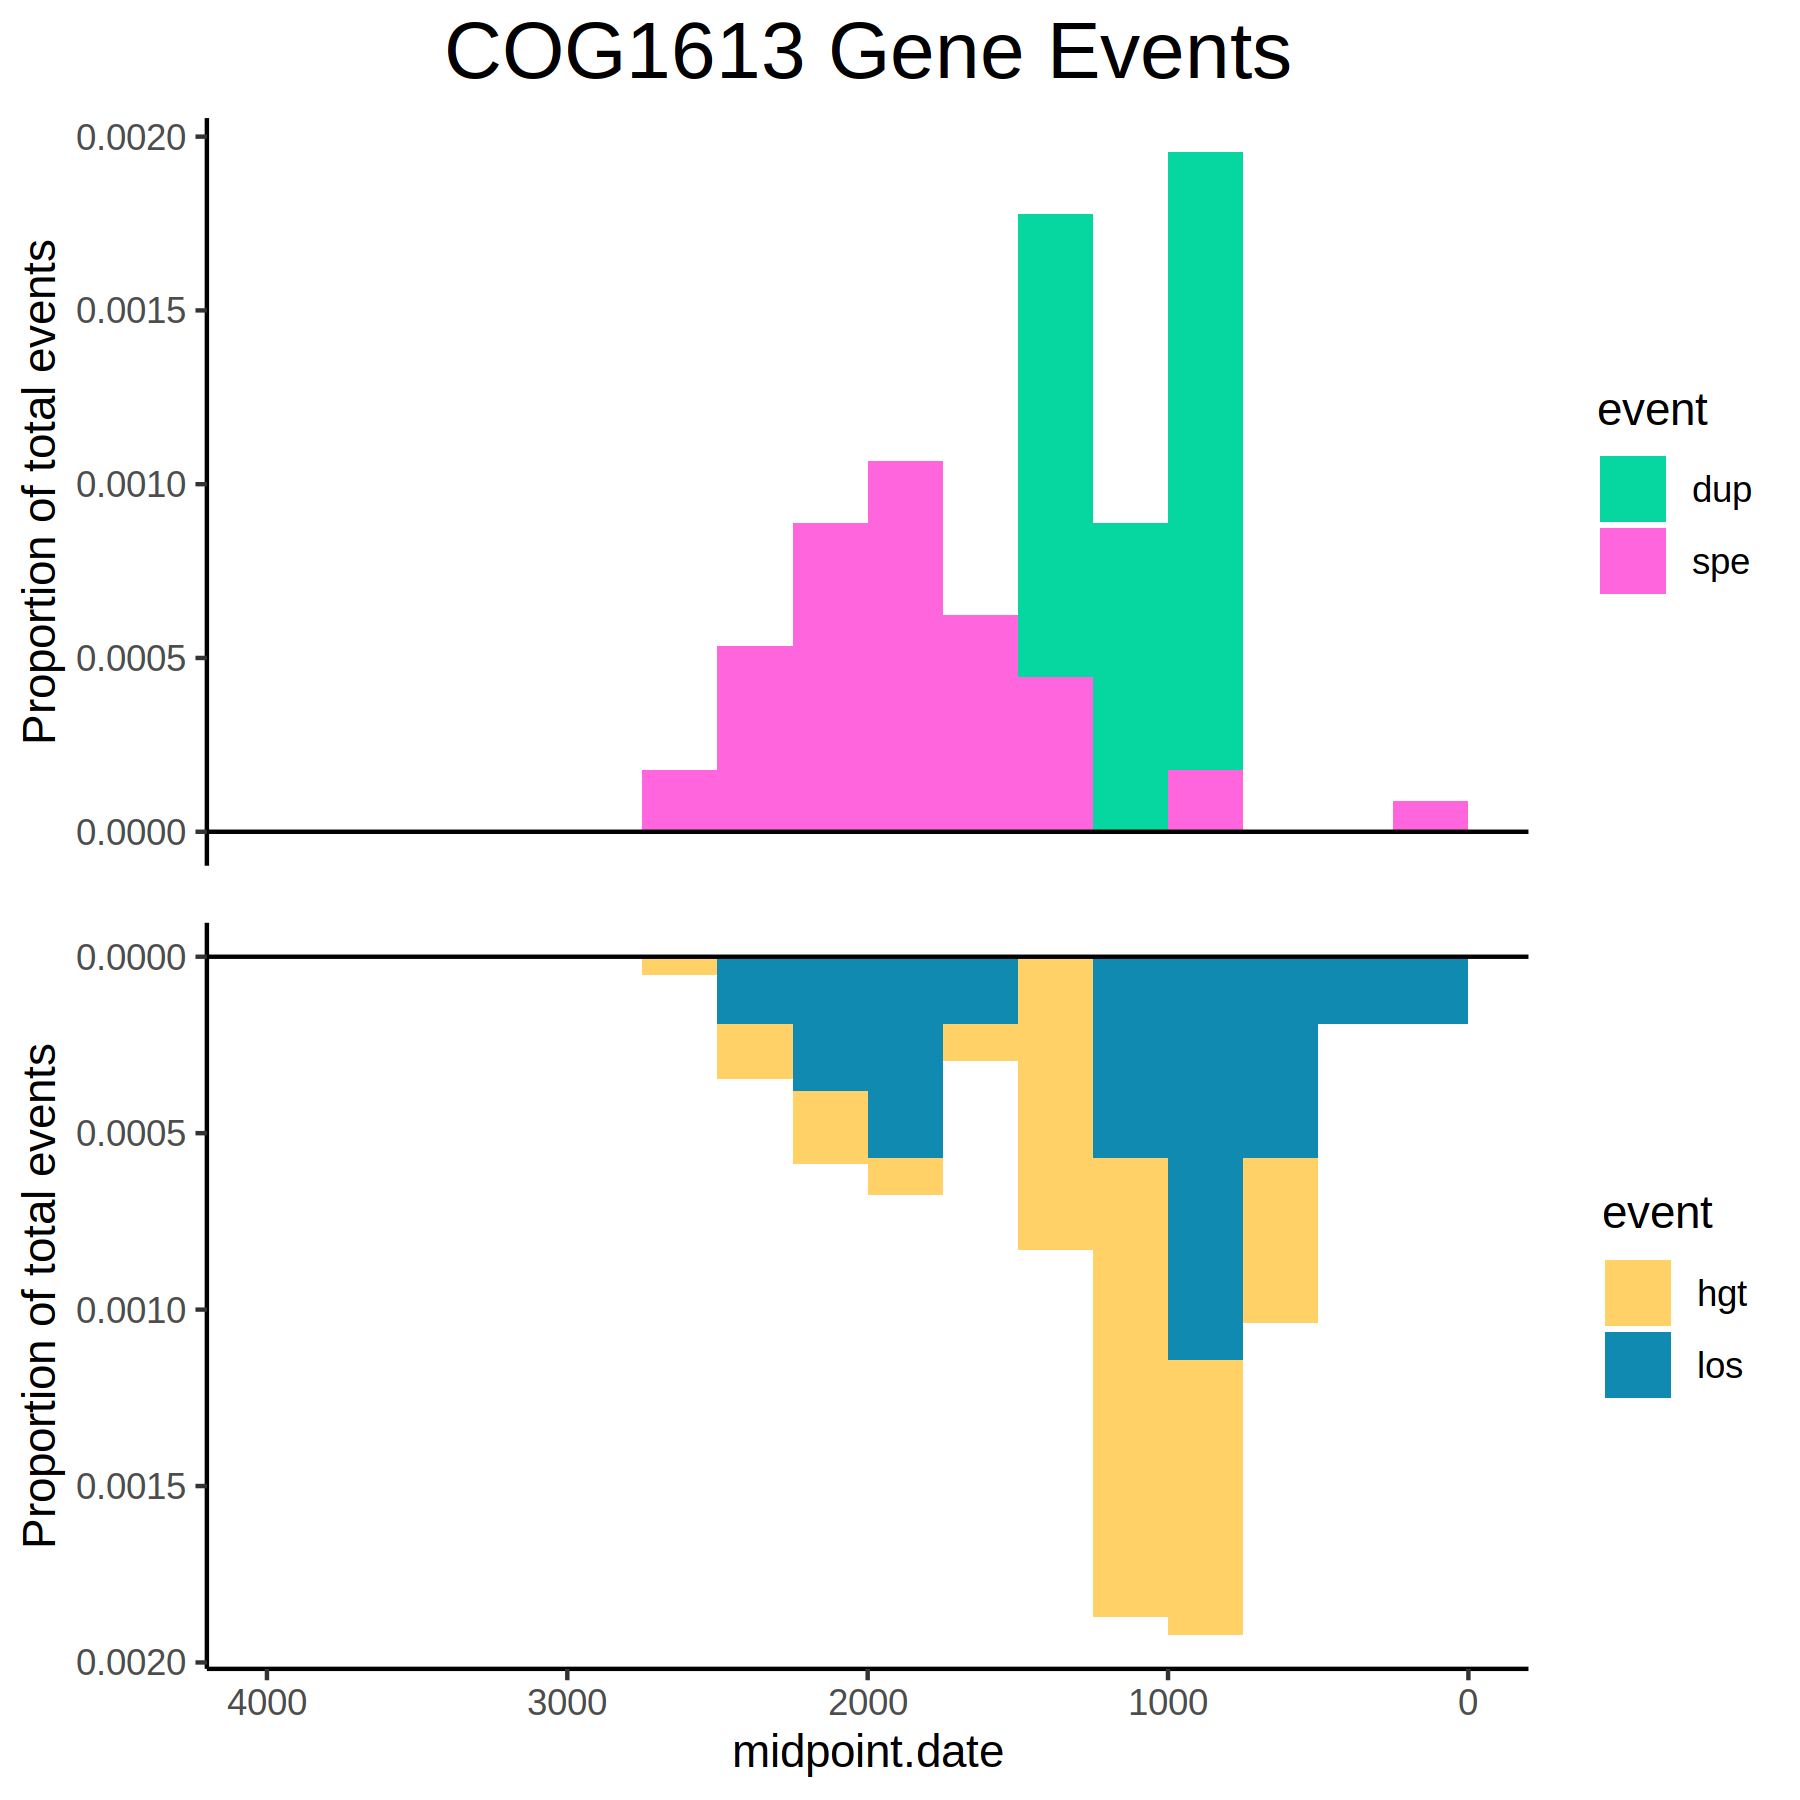 COG1613 Gene Events
Proportion of total events
0.0020
0.0015
0.0010
0.0005
0.0000
event
dup
spe
Proportion of total events
0.0000
0.0005
0.0010
0.0015
0.0020
event
hgt
los
4000 3000 2000 1000 0
midpoint.date